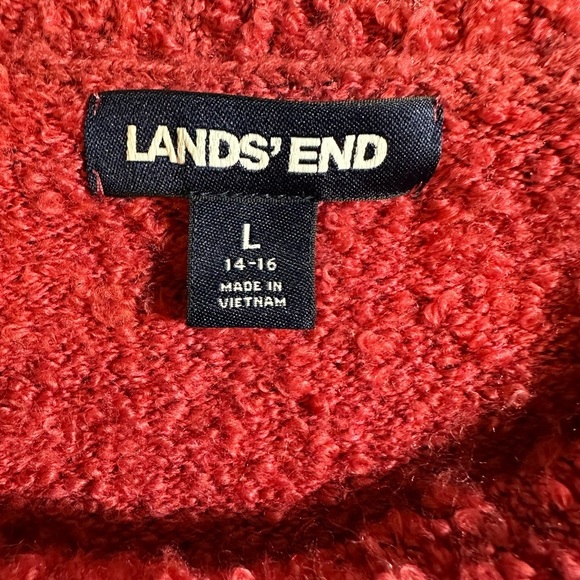 LANDS' END
L
14-16
MADE IN
VIETNAM